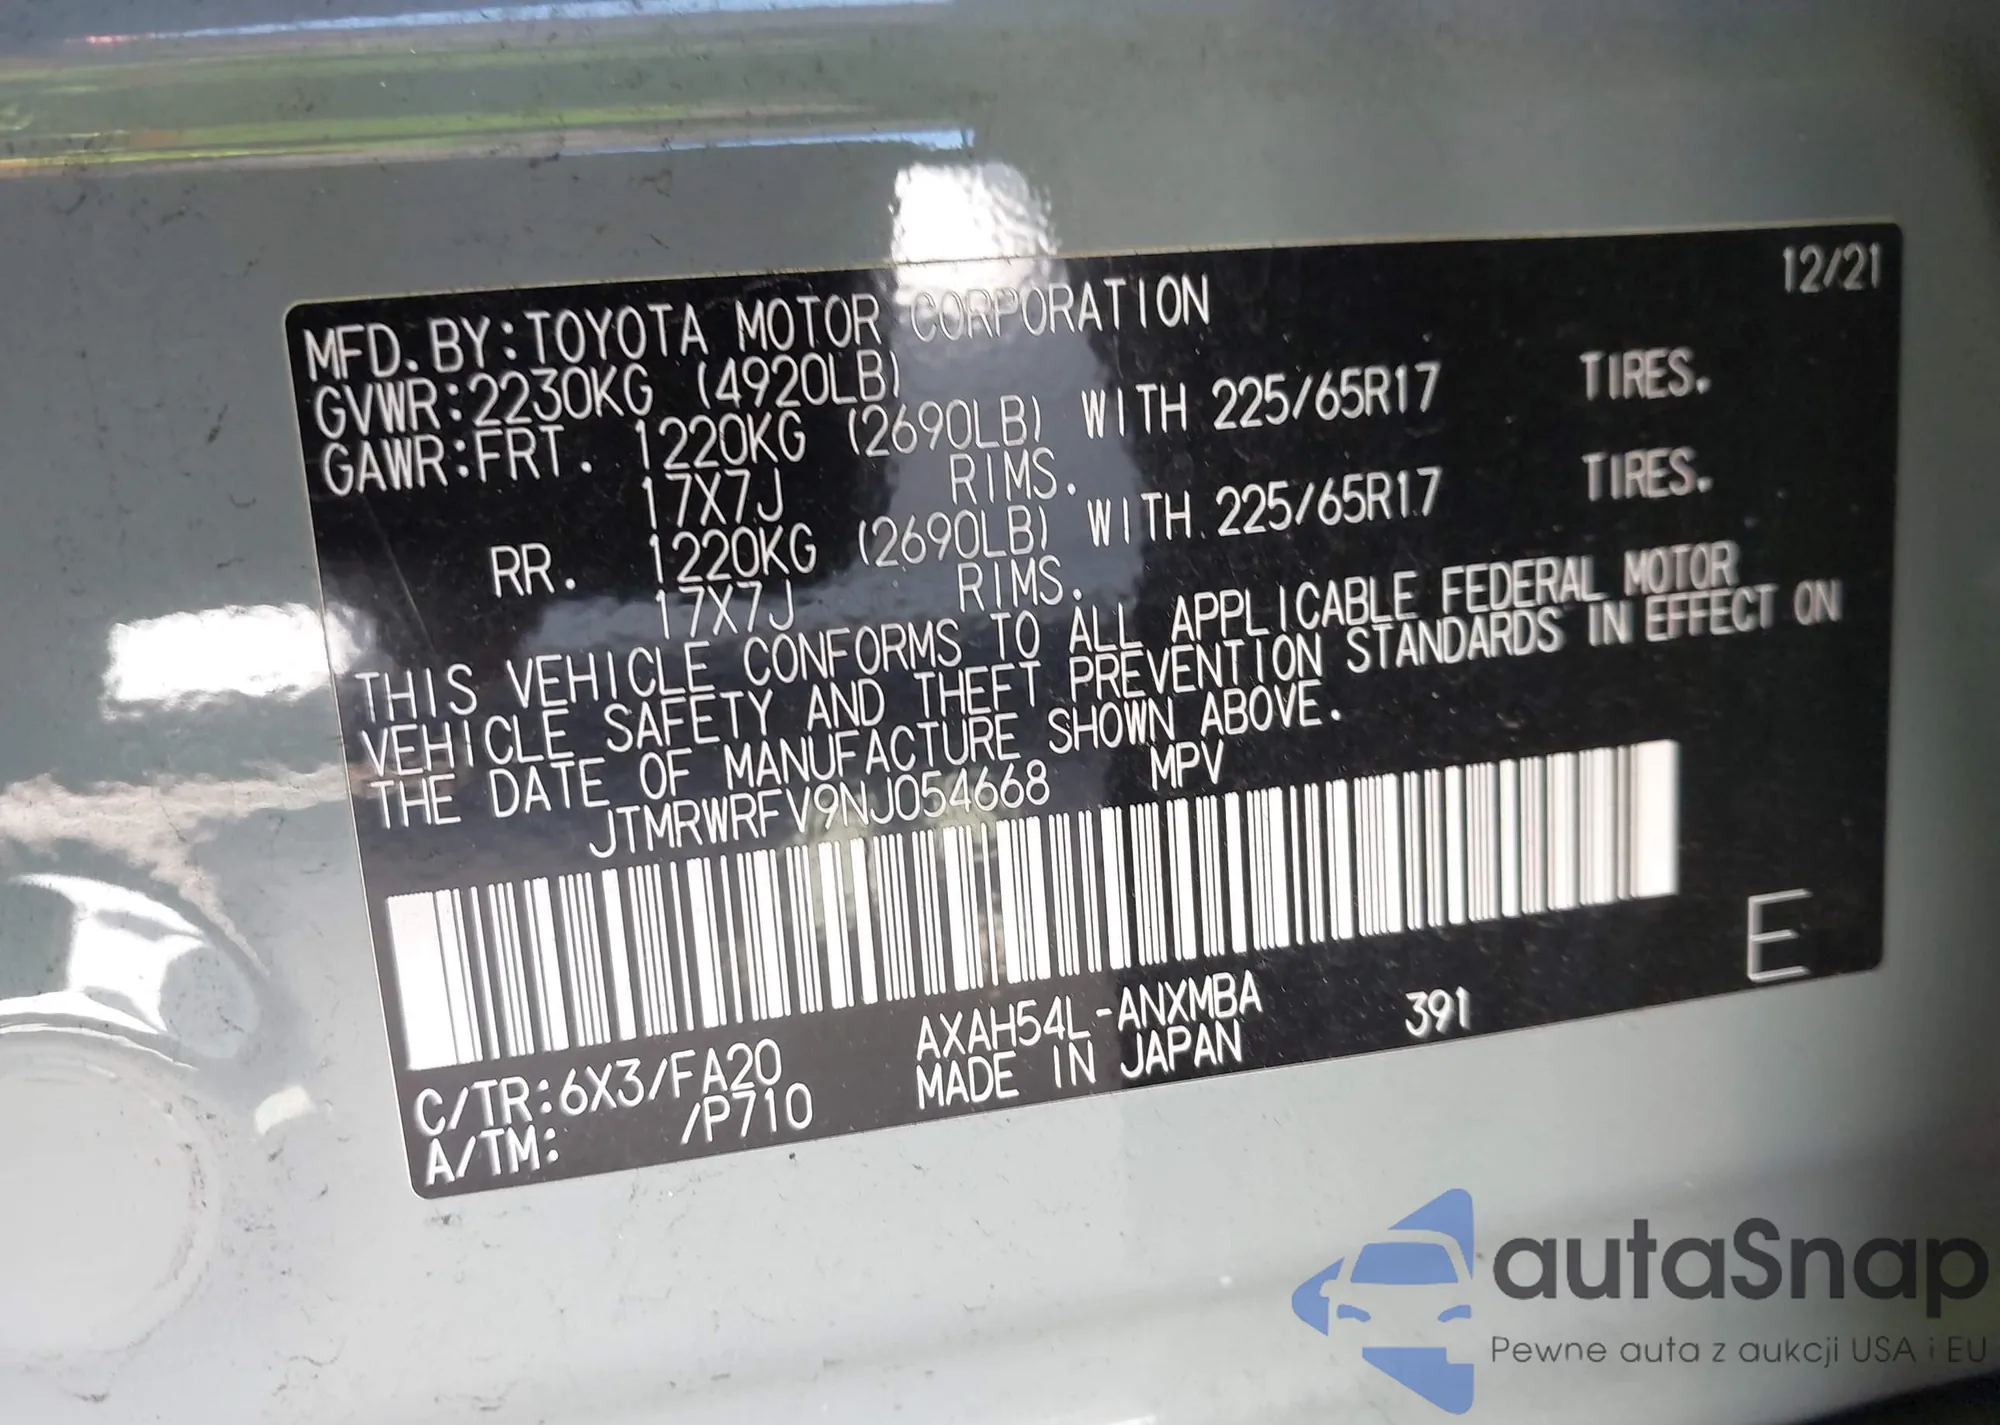 12/21
MFD.BY:TOYOTA MOTOR CORPORATION
GVWR:2230KG (4920LB)
GAWR:FRT. 1220KG (2690LB) WITH 225/65R17 TIRES.
17X7J RIMS.
RR. 1220KG (2690LB) WITH 225/65R17 TIRES.
17X7J RIMS.
THIS VEHICLE CONFORMS TO ALL APPLICABLE FEDERAL MOTOR
VEHICLE SAFETY AND THEFT PREVENTION STANDARDS IN EFFECT ON
THE DATE OF MANUFACTURE SHOWN ABOVE.
JTMRWRFV9NJ054668 MPV
E
C/TR:6X3/FA20 AXAH54L-ANXMBA 391
A/TM: /P710 MADE IN JAPAN
autaSnap
Pewne auta z aukcji USA i EU